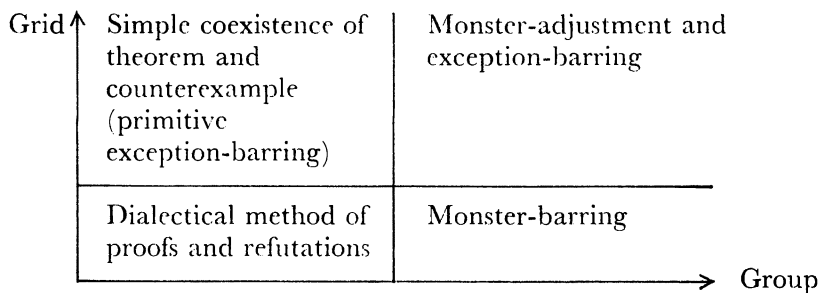 Grid
Simple coexistence of
theorem and
counterexample
(primitive
exception-barring)
Monster-adjustment and
exception-barring
Dialectical method of
proofs and refutations
Monster-barring
Group